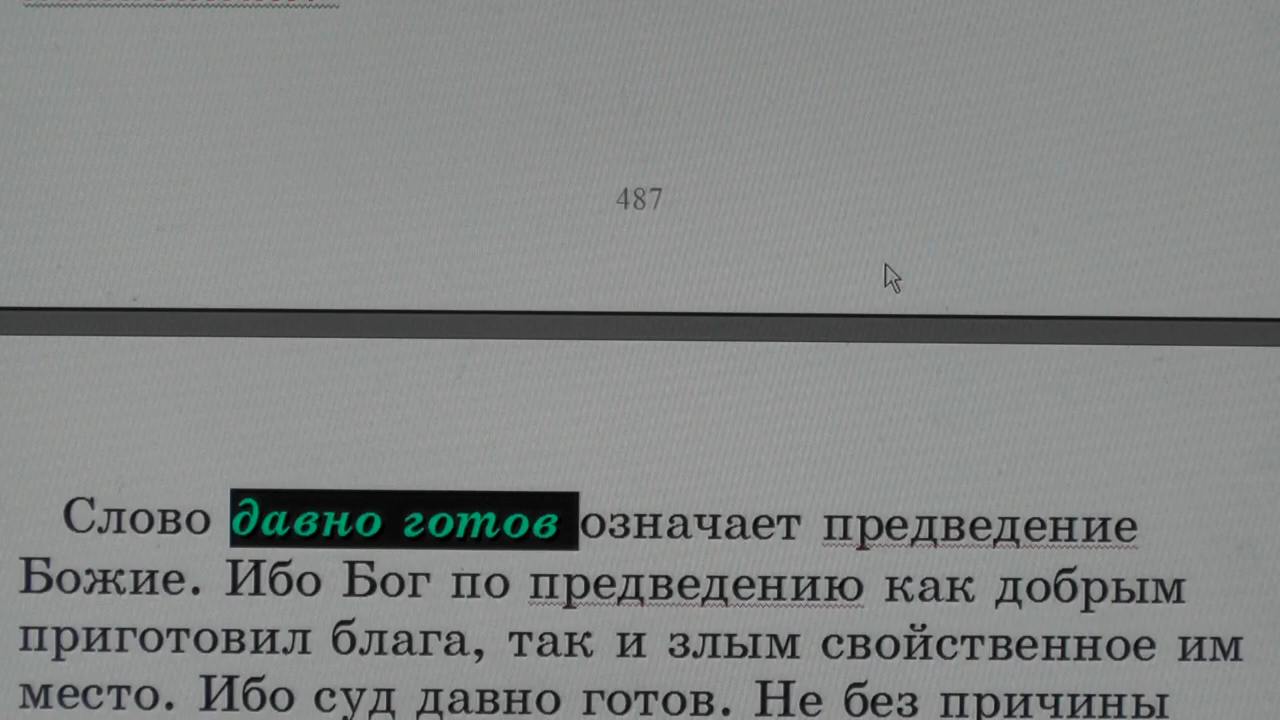 487
Слово давно готов означает предведение
Божие. Ибо Бог по предведению как добрым
приготовил блага, так и злым свойственное им
место. Ибо суд давно готов. Не без причины